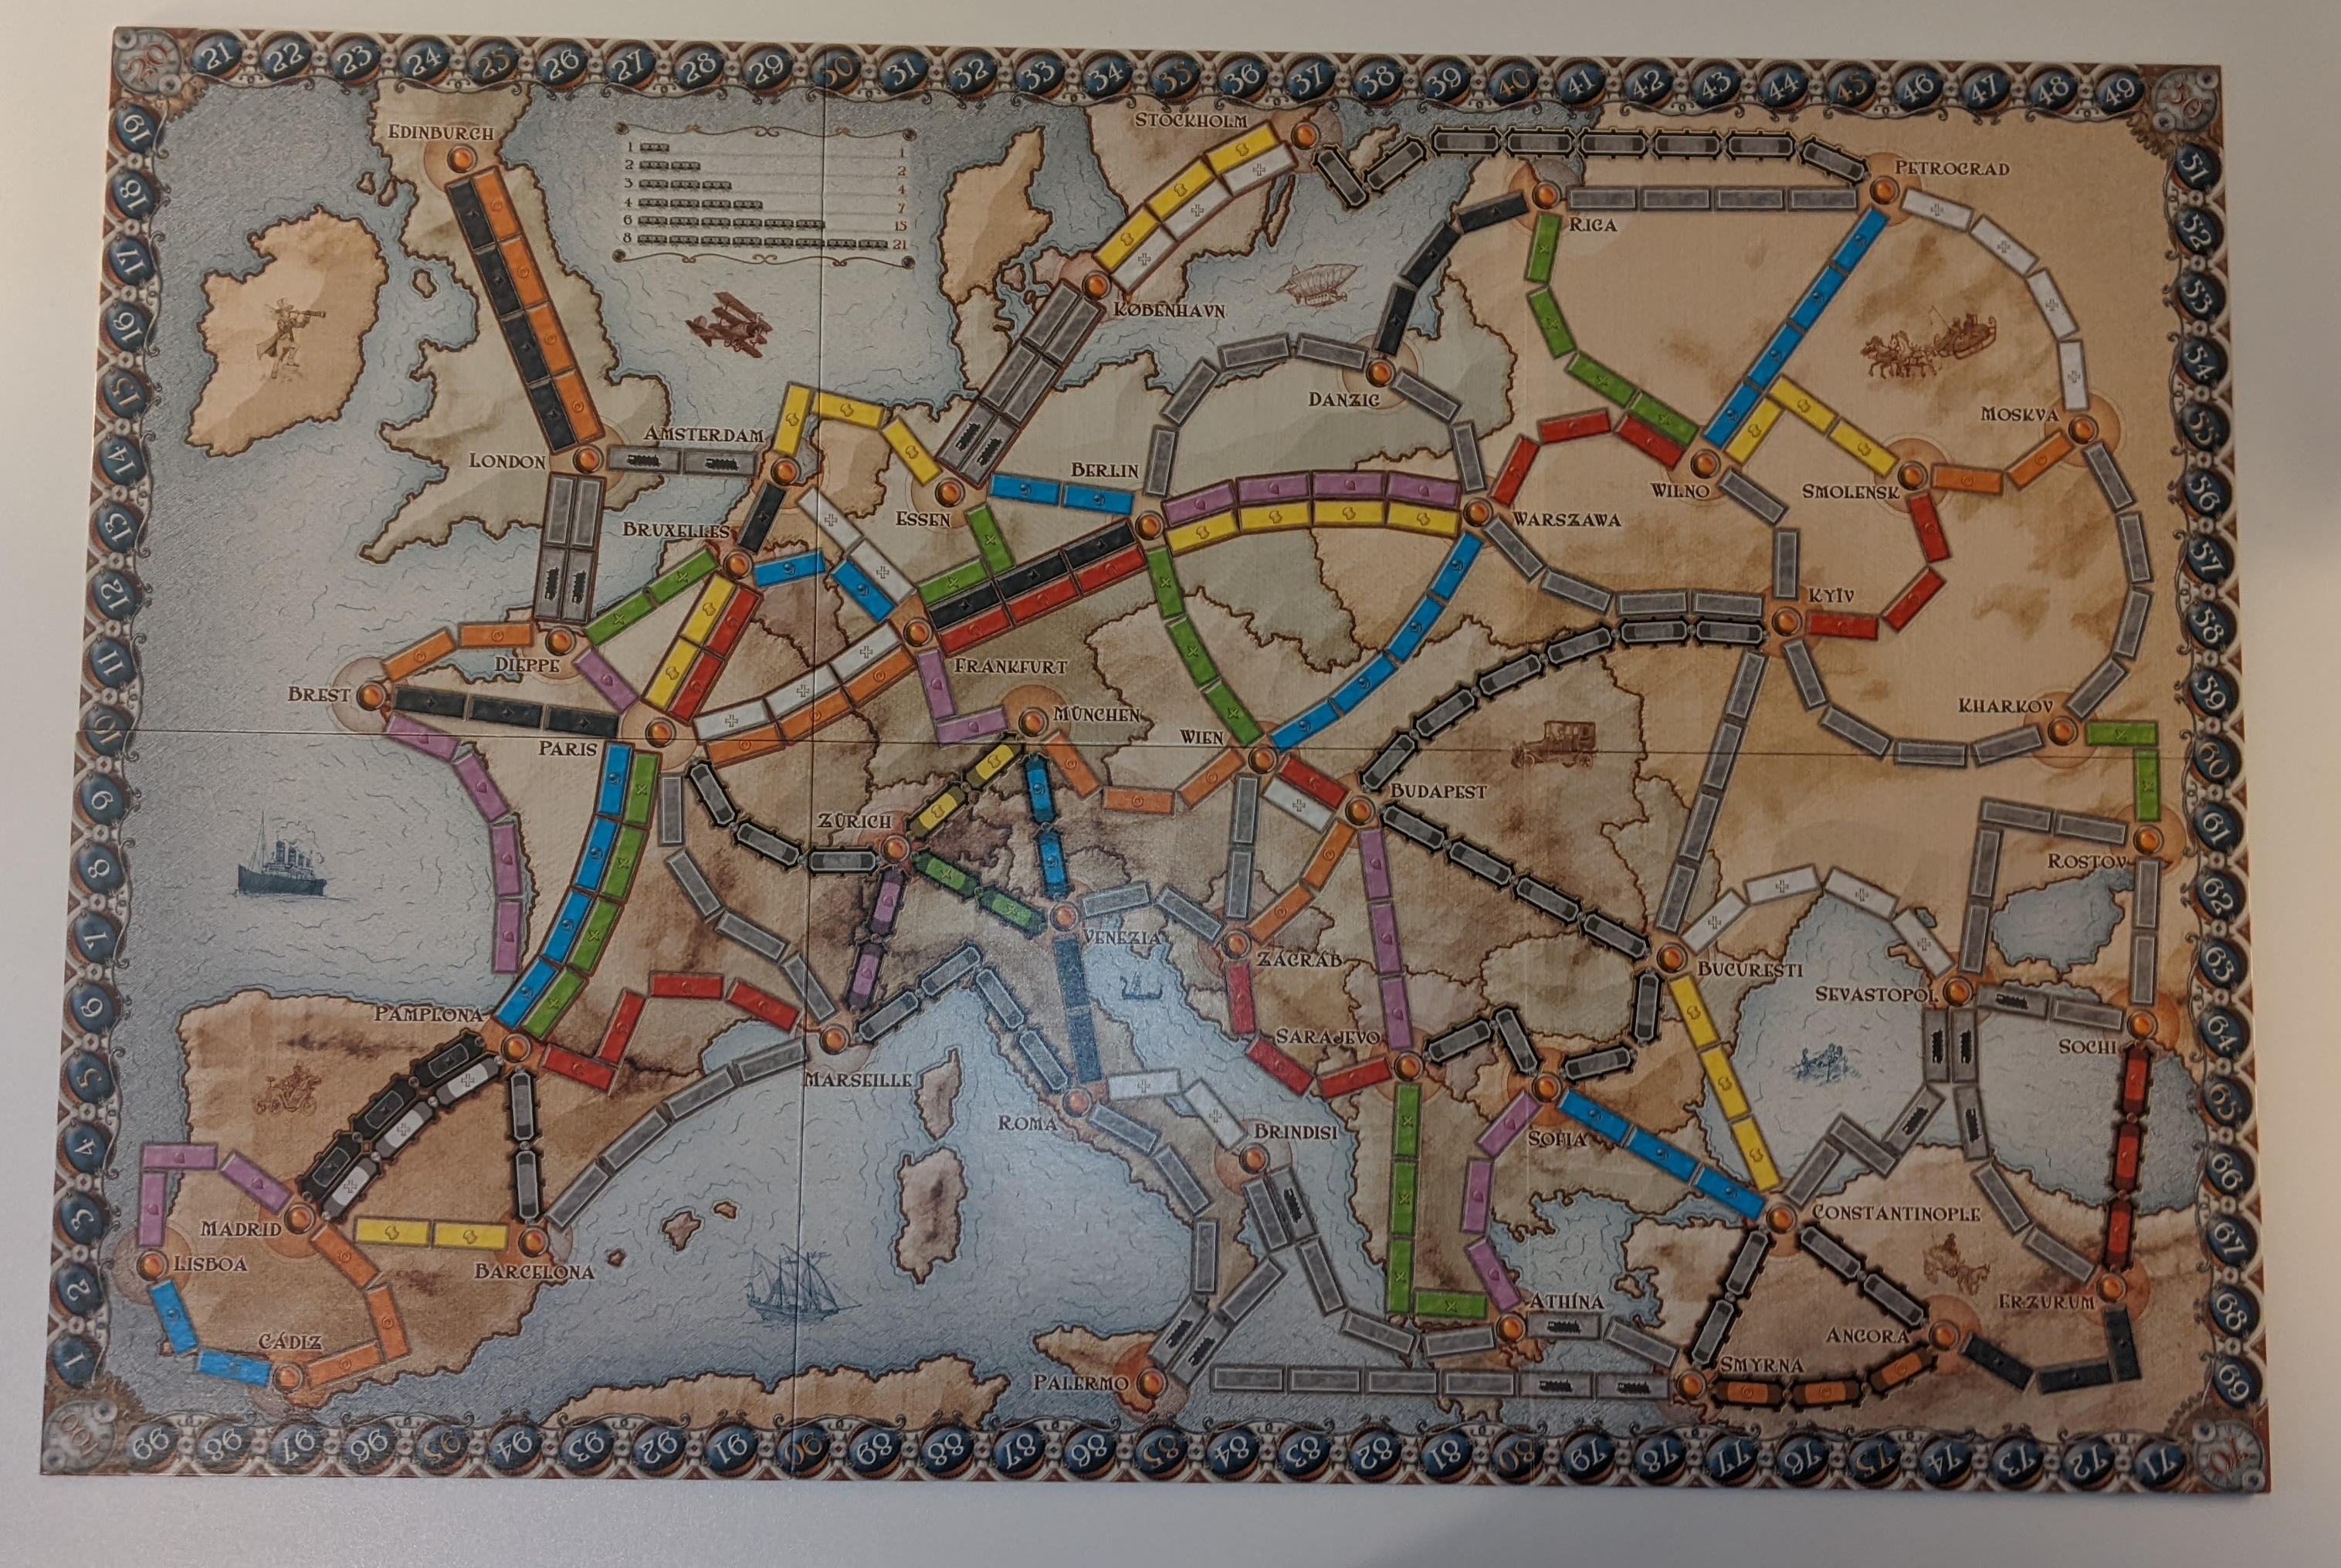 20 21 22 23 24 25 26 27 28 29 30 31 32 33 34 35 36 37 38 39 40 41 42 43 44 45 46 47 48 49 50
19
18
17
16
15
14
13
12
11
10
9
8
7
6
5
4
3
2
1
51
52
53
54
55
56
57
58
59
60
61
62
63
64
65
66
67
68
69
EDINBURGH
STOCKHOLM
PETROGRAD
1 1
2 2
3 4
4 7
6 15
8 21
RIGA
KØBENHAVN
DANZIG
MOSKVA
AMSTERDAM
LONDON
BERLIN
ESSEN
WILNO
SMOLENSK
BRUXELLES
WARSZAWA
KYÏV
DIEPPE
FRANKFURT
BREST
MÜNCHEN
KHARKOV
PARIS
WIEN
BUDAPEST
ZÜRICH
ROSTOV
VENEZIA
ZÁGRÁB
BUCURESTI
SEVASTOPOL
PAMPLONA
SARAJEVO
SOCHI
MARSEILLE
ROMA
BRINDISI
SOFIA
MADRID
CONSTANTINOPLE
LISBOA
BARCELONA
ATHÍNA
ERZURUM
CÁDIZ
ANGORA
SMYRNA
PALERMO
100 99 98 97 96 95 94 93 92 91 90 89 88 87 86 85 84 83 82 81 80 79 78 77 76 75 74 73 72 71 70